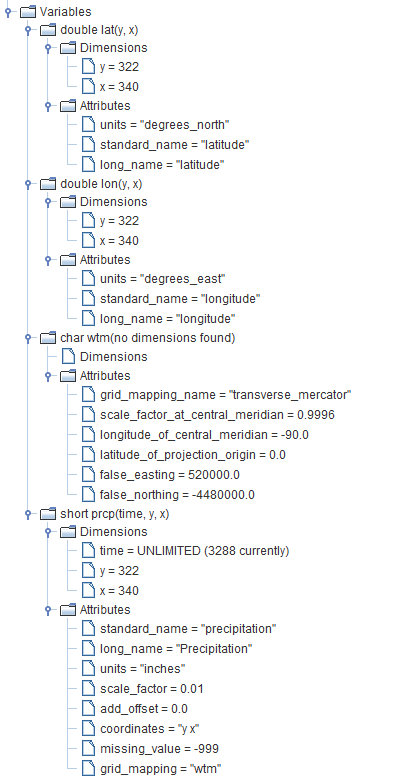 Variables
double lat(y, x)
Dimensions
y = 322
x = 340
Attributes
units = "degrees_north"
standard_name = "latitude"
long_name = "latitude"
double lon(y, x)
Dimensions
y = 322
x = 340
Attributes
units = "degrees_east"
standard_name = "longitude"
long_name = "longitude"
char wtm(no dimensions found)
Dimensions
Attributes
grid_mapping_name = "transverse_mercator"
scale_factor_at_central_meridian = 0.9996
longitude_of_central_meridian = -90.0
latitude_of_projection_origin = 0.0
false_easting = 520000.0
false_northing = -4480000.0
short prcp(time, y, x)
Dimensions
time = UNLIMITED (3288 currently)
y = 322
x = 340
Attributes
standard_name = "precipitation"
long_name = "Precipitation"
units = "inches"
scale_factor = 0.01
add_offset = 0.0
coordinates = "y x"
missing_value = -999
grid_mapping = "wtm"